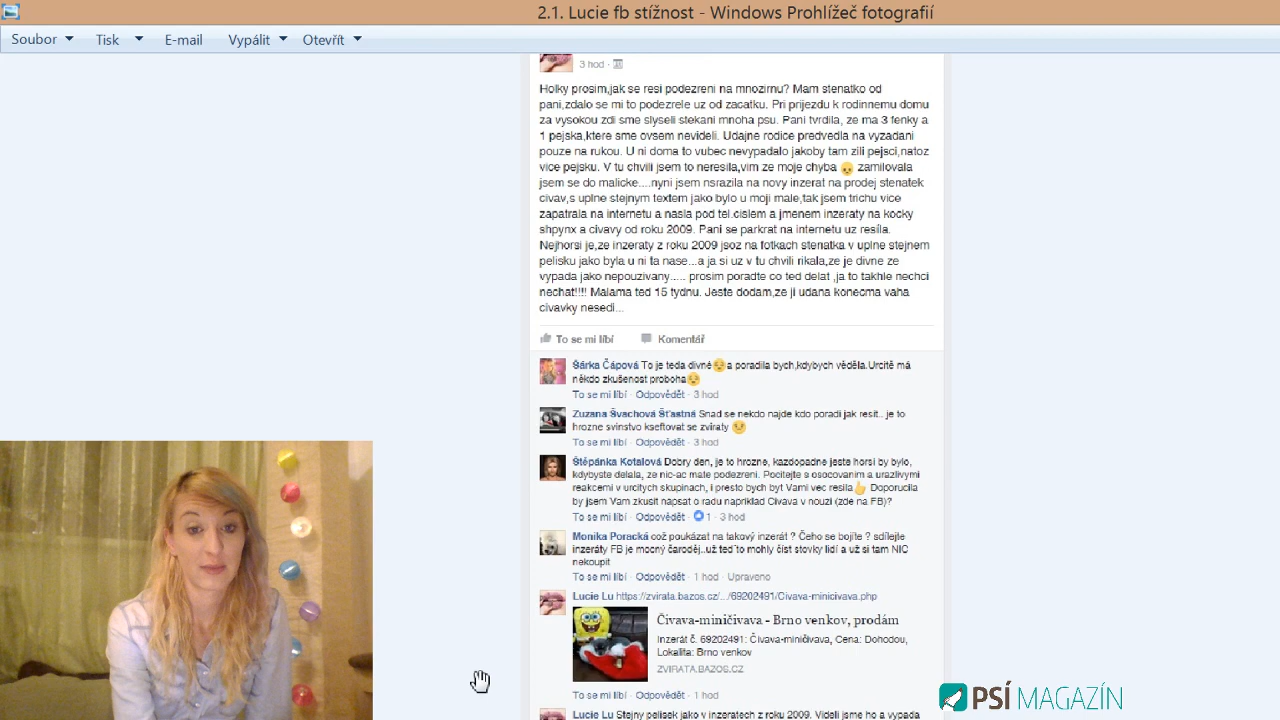 2.1. Lucie fb stížnost - Windows Prohlížeč fotografií
Soubor Tisk E-mail Vypálit Otevřít
3 hod ·
Holky prosim,jak se resi podezreni na mnozirnu? Mam stenatko od
pani,zdalo se mi to podezrele uz od zacatku. Pri prijezdu k rodinnemu domu
za vysokou zdi sme slyseli stekani mnoha psu. Pani tvrdila, ze ma 3 fenky a
1 pejska,ktere sme ovsem nevideli. Udajne rodice predvedla na vyzadani
pouze na rukou. U ni doma to vubec nevypadalo jakoby tam zili pejsci,natoz
vice pejsku. V tu chvili jsem to neresila,vim ze moje chyba 😞 zamilovala
jsem se do malicke....nyni jsem nsrazila na novy inzerat na prodej stenatek
civav,s uplne stejnym textem jako bylo u moji male,tak jsem trichu vice
zapatrala na internetu a nasla pod tel.cislem a jmenem inzeraty na kocky
shpynx a civavy od roku 2009. Pani se parkrat na internetu uz resila.
Nejhorsi je,ze inzeraty z roku 2009 jsoz na fotkach stenatka v uplne stejnem
pelisku jako byla u ni ta nase...a ja si uz v tu chvili rikala,ze je divne ze
vypada jako nepouzivany..... prosim poradte co ted delat ,ja to takhle nechci
nechat!!!! Malama ted 15 tydnu. Jeste dodam,ze ji udana konecma vaha
civavky nesedi...
To se mi líbí Komentář
Šárka Čápová To je teda divné😔a poradila bych,kdybych věděla.Urcitě má
někdo zkušenost proboha😔
To se mi líbí · Odpovědět · 3 hod
Zuzana Švachová Šťastná Snad se nekdo najde kdo poradi jak resit.. je to
hrozne svinstvo kseftovat se zviraty 😠
To se mi líbí · Odpovědět · 3 hod
Štěpánka Kotalová Dobry den, je to hrozne, kazdopadne jeste horsi by bylo,
kdybyste delala, ze nic-ac mate podezreni. Pocitejte s osocovanim a urazlivymi
reakcemi v urcitych skupinach, i presto bych byt Vami vec resila👍 Doporucila
by jsem Vam zkusit napsat o radu napriklad Civava v nouzi (zde na FB)?
To se mi líbí · Odpovědět · 1 · 3 hod
Monika Poracká což poukázat na takový inzerát ? Čeho se bojíte ? sdílejte
inzeráty FB je mocný čaroděj..už teď to mohly číst stovky lidí a už si tam NIC
nekoupit
To se mi líbí · Odpovědět · 1 hod · Upraveno
Lucie Lu https://zvirata.bazos.cz/.../69202491/Civava-minicivava.php
Čivava-miničivava - Brno venkov, prodám
Inzerát č. 69202491: Čivava-miničivava, Cena: Dohodou,
Lokalita: Brno venkov
ZVIRATA.BAZOS.CZ
To se mi líbí · Odpovědět · 1 hod
Lucie Lu Stejny pelisek jako v inzeratech z roku 2009. Videli jsme ho a vypada
PSÍ MAGAZÍN